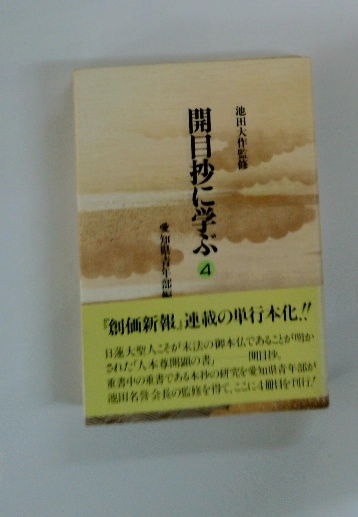 池田大作監修
開目抄に学ぶ
4
愛知県青年部編
『創価新報』連載の単行本化!!
日蓮大聖人こそが「末法の御本仏」であることが明か
された「人本尊開顕の書」――開目抄。
重書中の重書である本抄の研究を愛知県青年部が
池田名誉会長の監修を得て、ここに4冊目を刊行!